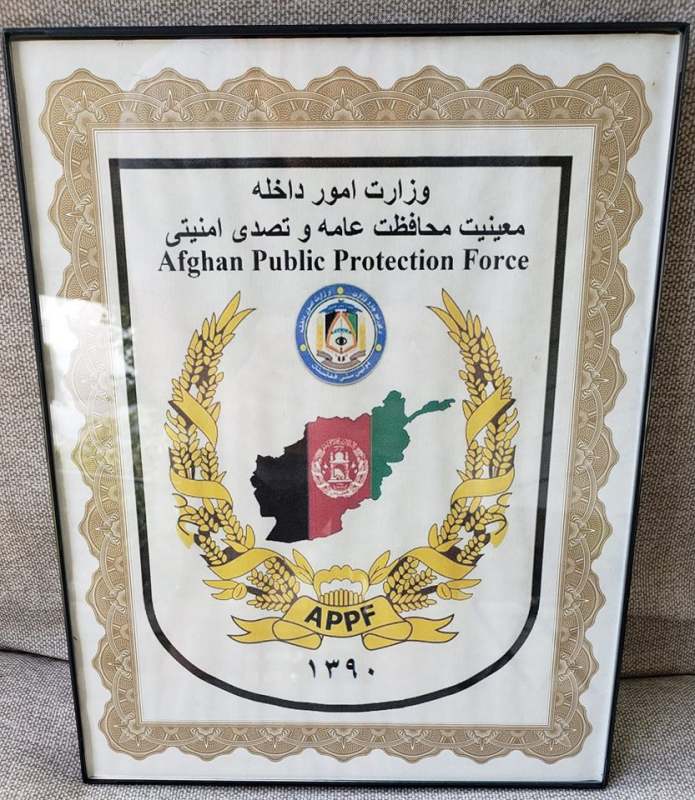 وزارت امور داخله
معینیت محافظت عامه و تصدی امنیتی
Afghan Public Protection Force
APPF
۱۳۹۰